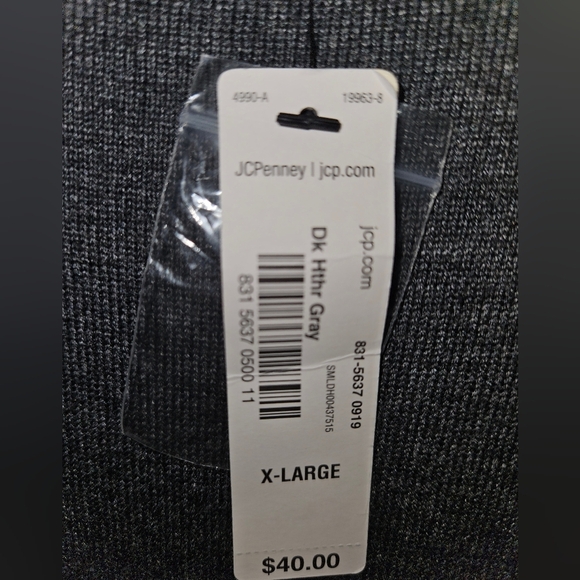 4990-A 19963-8
JCPenney | jcp.com
jcp.com 831-5637 0919
SMLDH00437515
Dk Hthr Gray
831 5637 0500 11
X-LARGE
$40.00